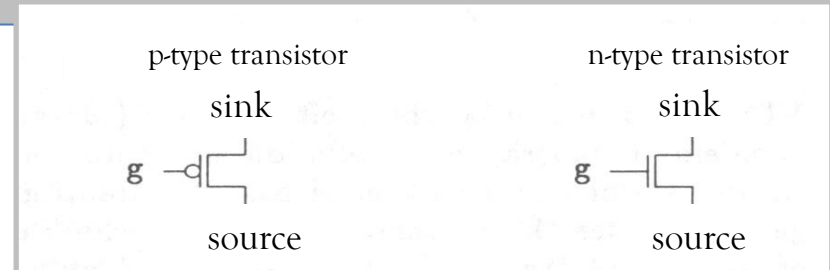 p-type transistor
n-type transistor
sink
sink
g
g
source
source